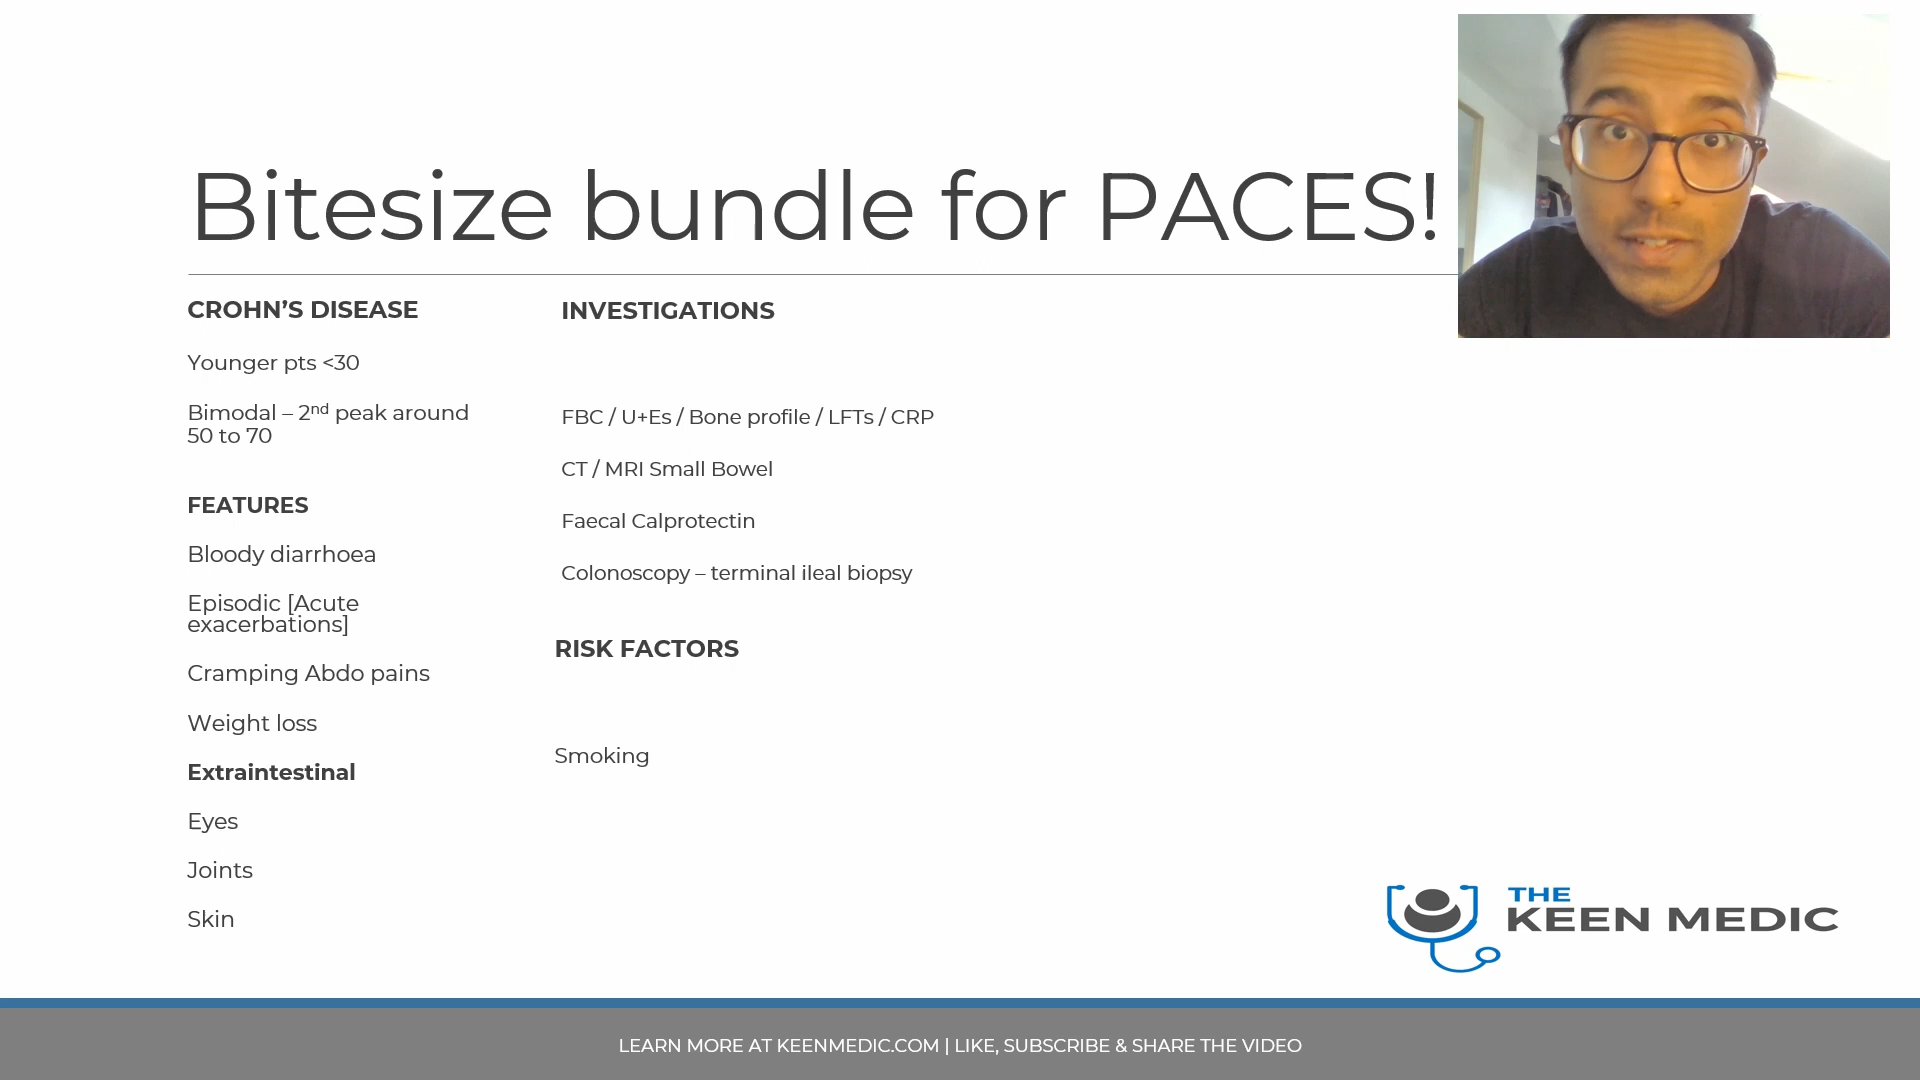 Bitesize bundle for PACES!
CROHN’S DISEASE
Younger pts <30
Bimodal – 2nd peak around
50 to 70
FEATURES
Bloody diarrhoea
Episodic [Acute
exacerbations]
Cramping Abdo pains
Weight loss
Extraintestinal
Eyes
Joints
Skin
INVESTIGATIONS
FBC / U+Es / Bone profile / LFTs / CRP
CT / MRI Small Bowel
Faecal Calprotectin
Colonoscopy – terminal ileal biopsy
RISK FACTORS
Smoking
THE
KEEN MEDIC
LEARN MORE AT KEENMEDIC.COM | LIKE, SUBSCRIBE & SHARE THE VIDEO